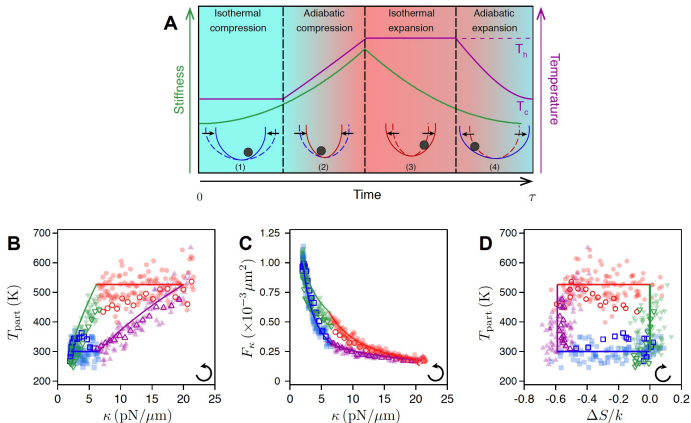 A
Isothermal compression
Adiabatic compression
Isothermal expansion
Adiabatic expansion
Stiffness
Temperature
T_h
T_c
(1)
(2)
(3)
(4)
0
Time
τ
B
700
600
500
400
300
200
T_part (K)
0
5
10
15
20
25
κ (pN/μm)
C
1.25
1.00
0.75
0.50
0.25
0
F_κ (×10⁻³ μm²)
0
5
10
15
20
25
κ (pN/μm)
D
700
600
500
400
300
200
T_part (K)
-0.8
-0.6
-0.4
-0.2
0.0
0.2
ΔS/k